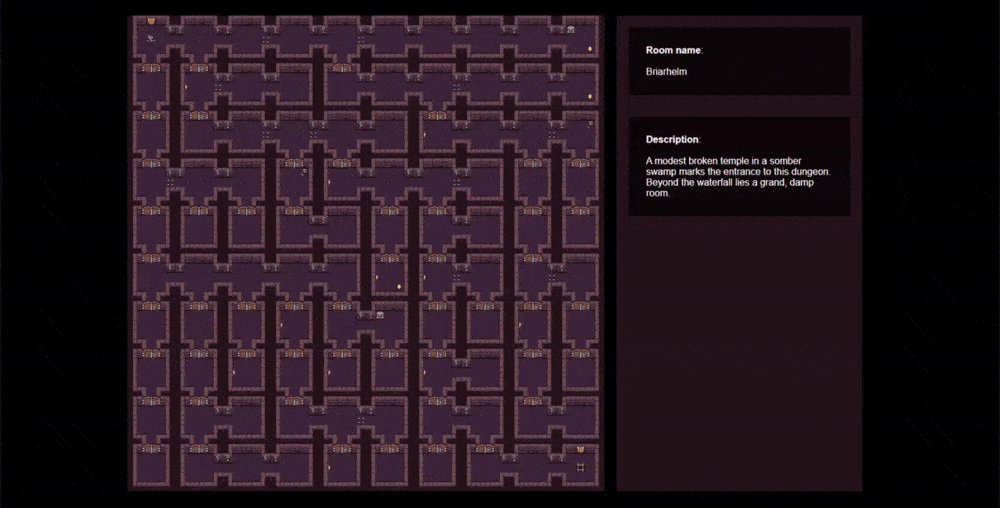 Room name:
Briarhelm
Description:
A modest broken temple in a somber
swamp marks the entrance to this dungeon.
Beyond the waterfall lies a grand, damp
room.